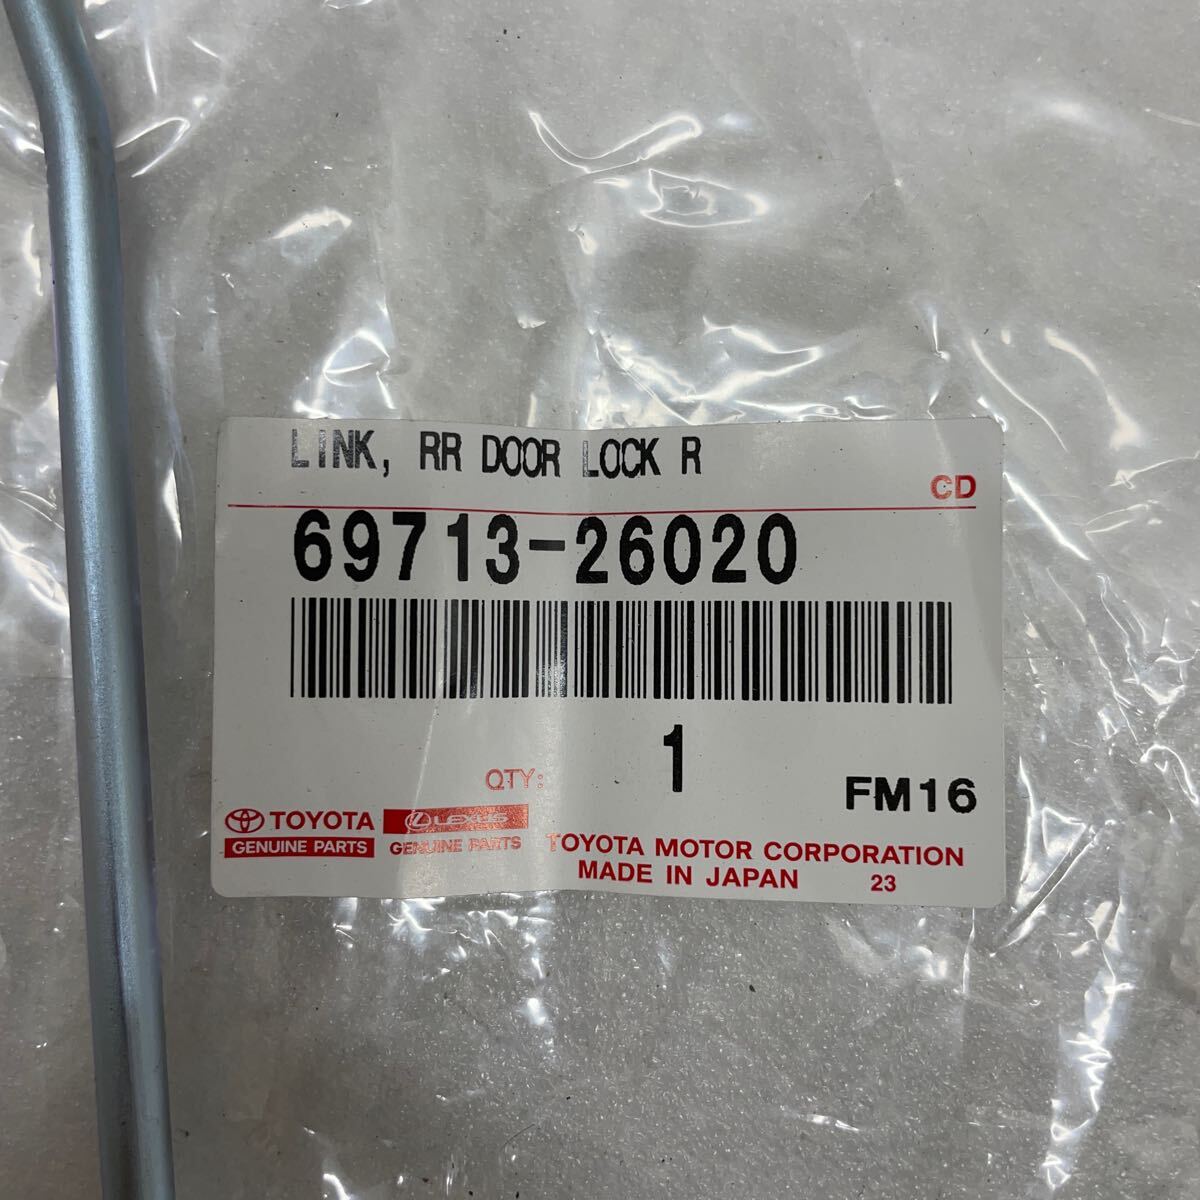 LINK, RR DOOR LOCK R
CD
69713-26020
QTY: 1
FM16
TOYOTA LEXUS
GENUINE PARTS GENUINE PARTS
TOYOTA MOTOR CORPORATION
MADE IN JAPAN 23